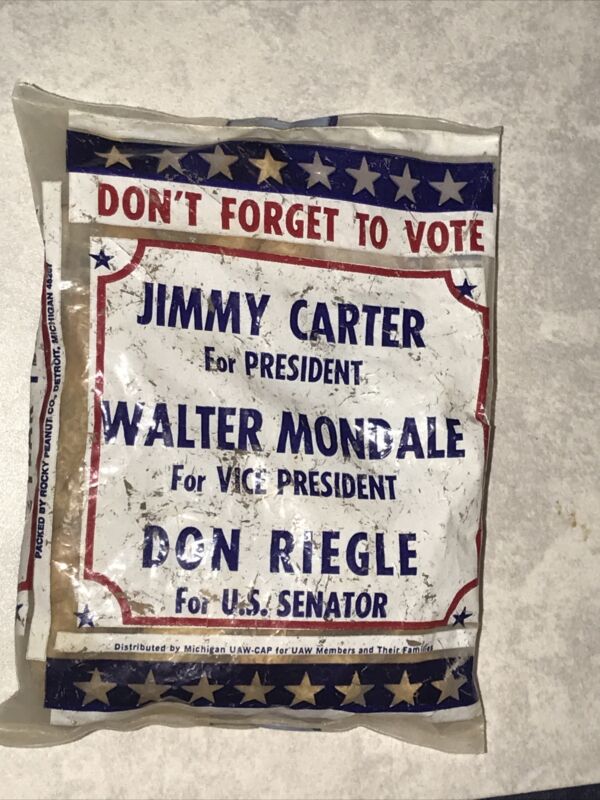 DON'T FORGET TO VOTE
JIMMY CARTER
For PRESIDENT
WALTER MONDALE
For VICE PRESIDENT
DON RIEGLE
For U.S. SENATOR
Distributed by Michigan UAW-CAP for UAW Members and Their Families
PACKED BY ROCKY PEANUT CO., DETROIT, MICHIGAN 48207